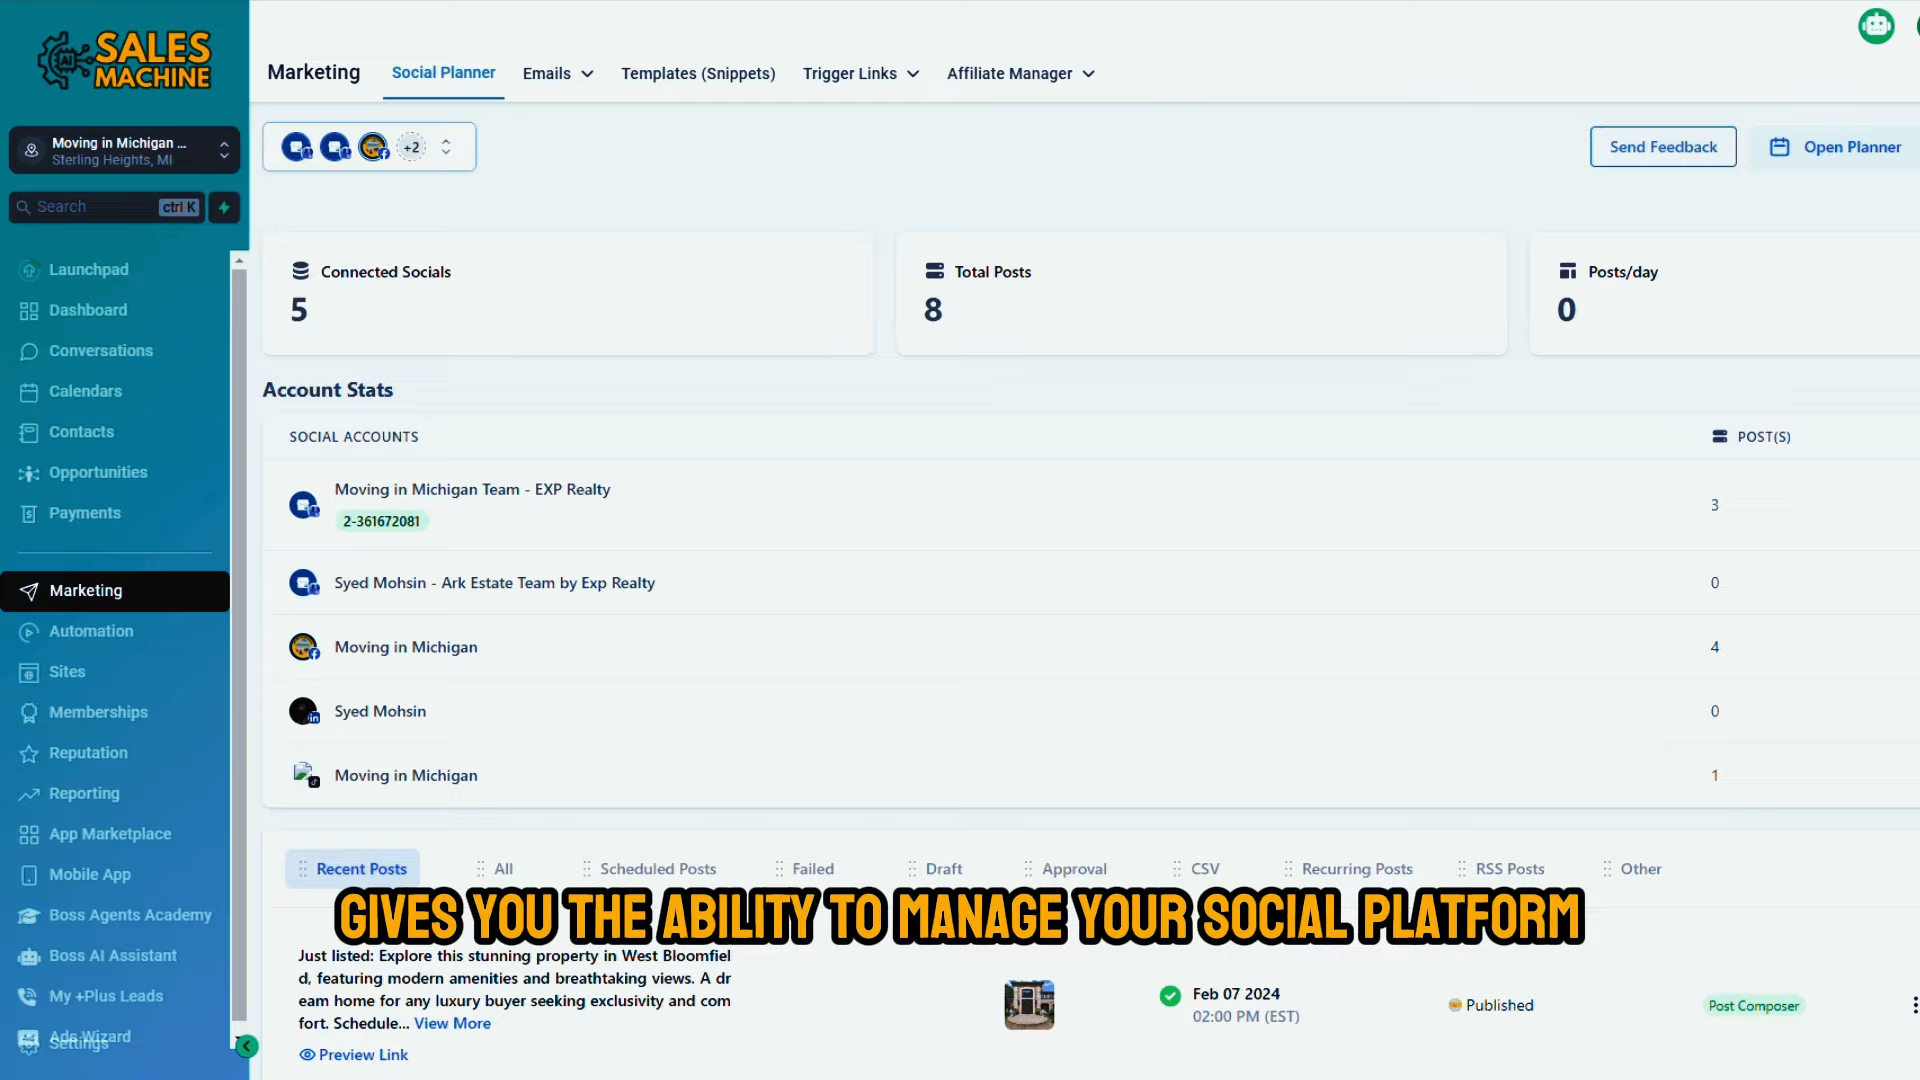 AI SALES
MACHINE
Moving in Michigan ...
Sterling Heights, MI
Search ctrl K
Launchpad
Dashboard
Conversations
Calendars
Contacts
Opportunities
Payments
Marketing
Automation
Sites
Memberships
Reputation
Reporting
App Marketplace
Mobile App
Boss Agents Academy
Boss AI Assistant
My +Plus Leads
Ads Wizard
Settings
Marketing Social Planner Emails Templates (Snippets) Trigger Links Affiliate Manager
+2
Send Feedback Open Planner
Connected Socials
5
Total Posts
8
Posts/day
0
Account Stats
SOCIAL ACCOUNTS POST(S)
Moving in Michigan Team - EXP Realty
2-361672081
3
Syed Mohsin - Ark Estate Team by Exp Realty 0
Moving in Michigan 4
Syed Mohsin 0
Moving in Michigan 1
Recent Posts All Scheduled Posts Failed Draft Approval CSV Recurring Posts RSS Posts Other
GIVES YOU THE ABILITY TO MANAGE YOUR SOCIAL PLATFORM
Just listed: Explore this stunning property in West Bloomfiel
d, featuring modern amenities and breathtaking views. A dr
eam home for any luxury buyer seeking exclusivity and com
fort. Schedule... View More
Preview Link
Feb 07 2024
02:00 PM (EST)
Published
Post Composer